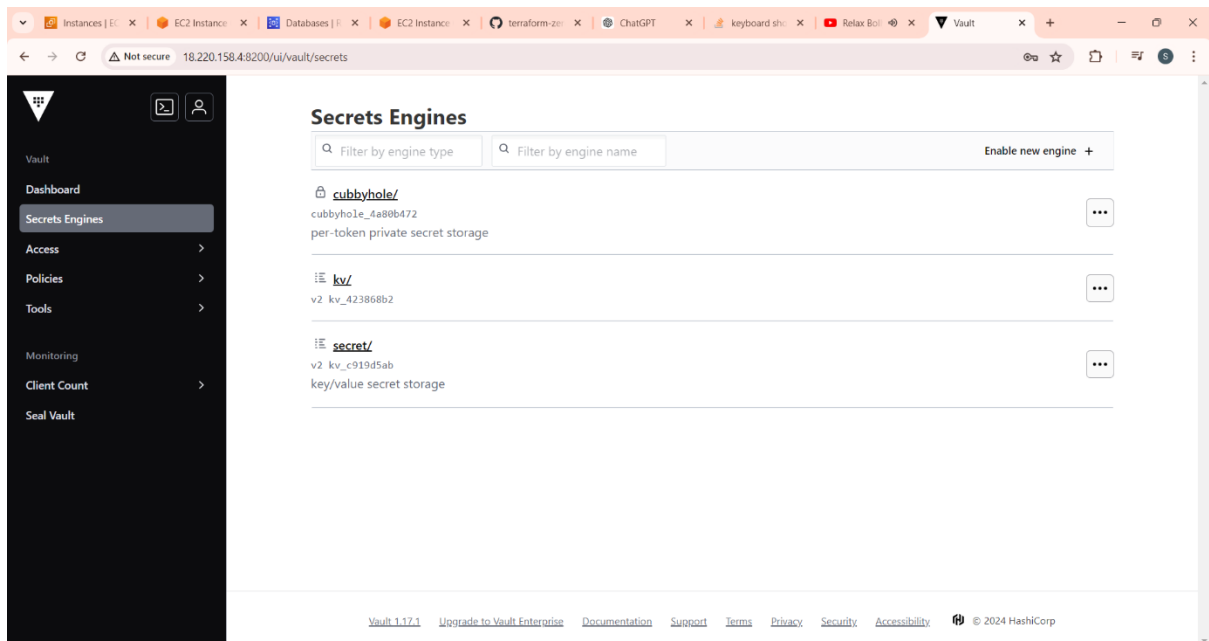 Instances | EC EC2 Instance Databases | R EC2 Instance terraform-zer ChatGPT keyboard sho Relax Bol Vault
Not secure 18.220.158.4:8200/ui/vault/secrets S
Vault
Dashboard
Secrets Engines
Access
Policies
Tools
Monitoring
Client Count
Seal Vault
Secrets Engines
Filter by engine type Filter by engine name Enable new engine +
cubbyhole/
cubbyhole_4a80b472
per-token private secret storage
kv/
v2 kv_423868b2
secret/
v2 kv_c919d5ab
key/value secret storage
Vault 1.17.1 Upgrade to Vault Enterprise Documentation Support Terms Privacy Security Accessibility © 2024 HashiCorp